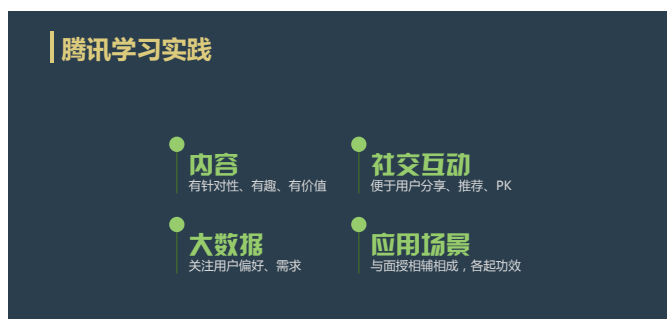 腾讯学习实践
内容
有针对性、有趣、有价值
社交互动
便于用户分享、推荐、PK
大数据
关注用户偏好、需求
应用场景
与面授相辅相成，各起功效